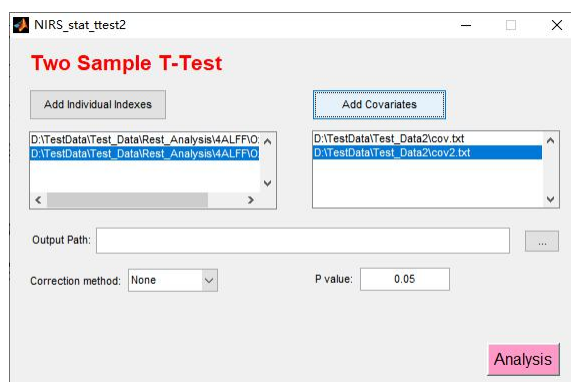 NIRS_stat_ttest2
Two Sample T-Test
Add Individual Indexes
Add Covariates
D:\TestData\Test_Data\Rest_Analysis\4ALFF\O
D:\TestData\Test_Data\Rest_Analysis\4ALFF\O
D:\TestData\Test_Data2\cov.txt
D:\TestData\Test_Data2\cov2.txt
Output Path:
...
Correction method:
None
P value:
0.05
Analysis